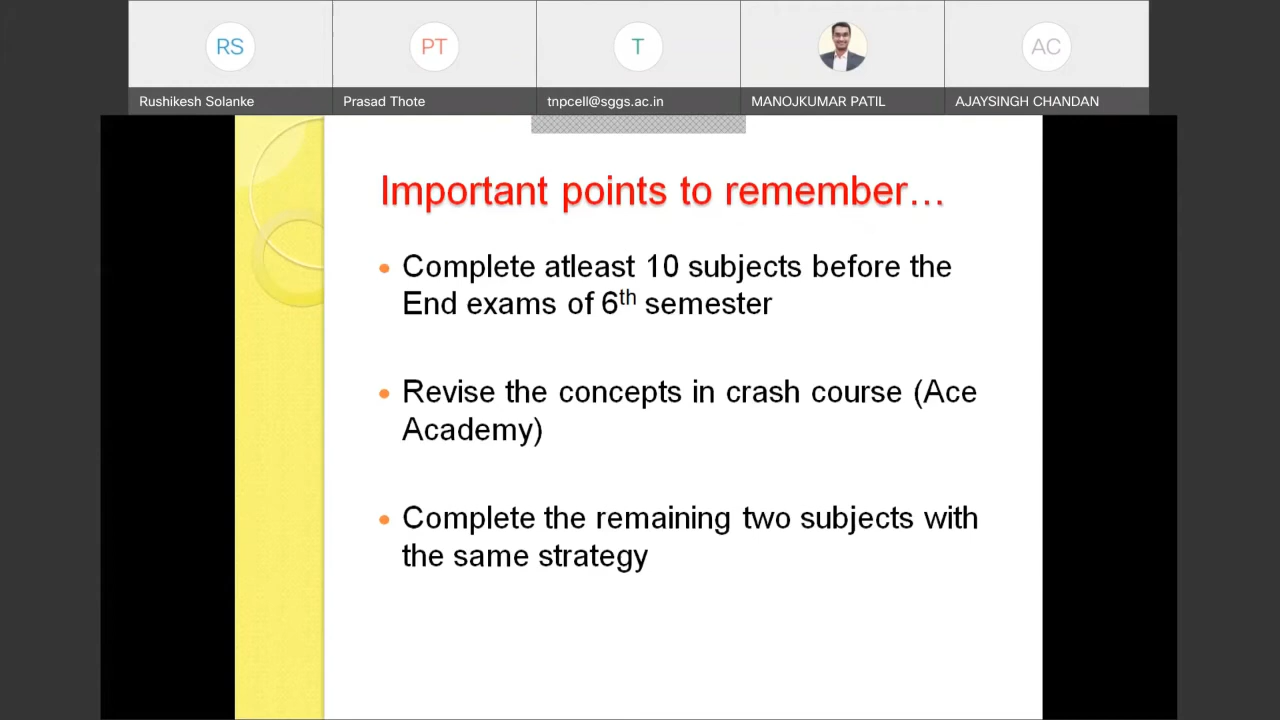 RS
PT
T
AC
Rushikesh Solanke
Prasad Thote
tnpcell@sggs.ac.in
MANOJKUMAR PATIL
AJAYSINGH CHANDAN
Important points to remember...
• Complete atleast 10 subjects before the
End exams of 6th semester
• Revise the concepts in crash course (Ace
Academy)
• Complete the remaining two subjects with
the same strategy